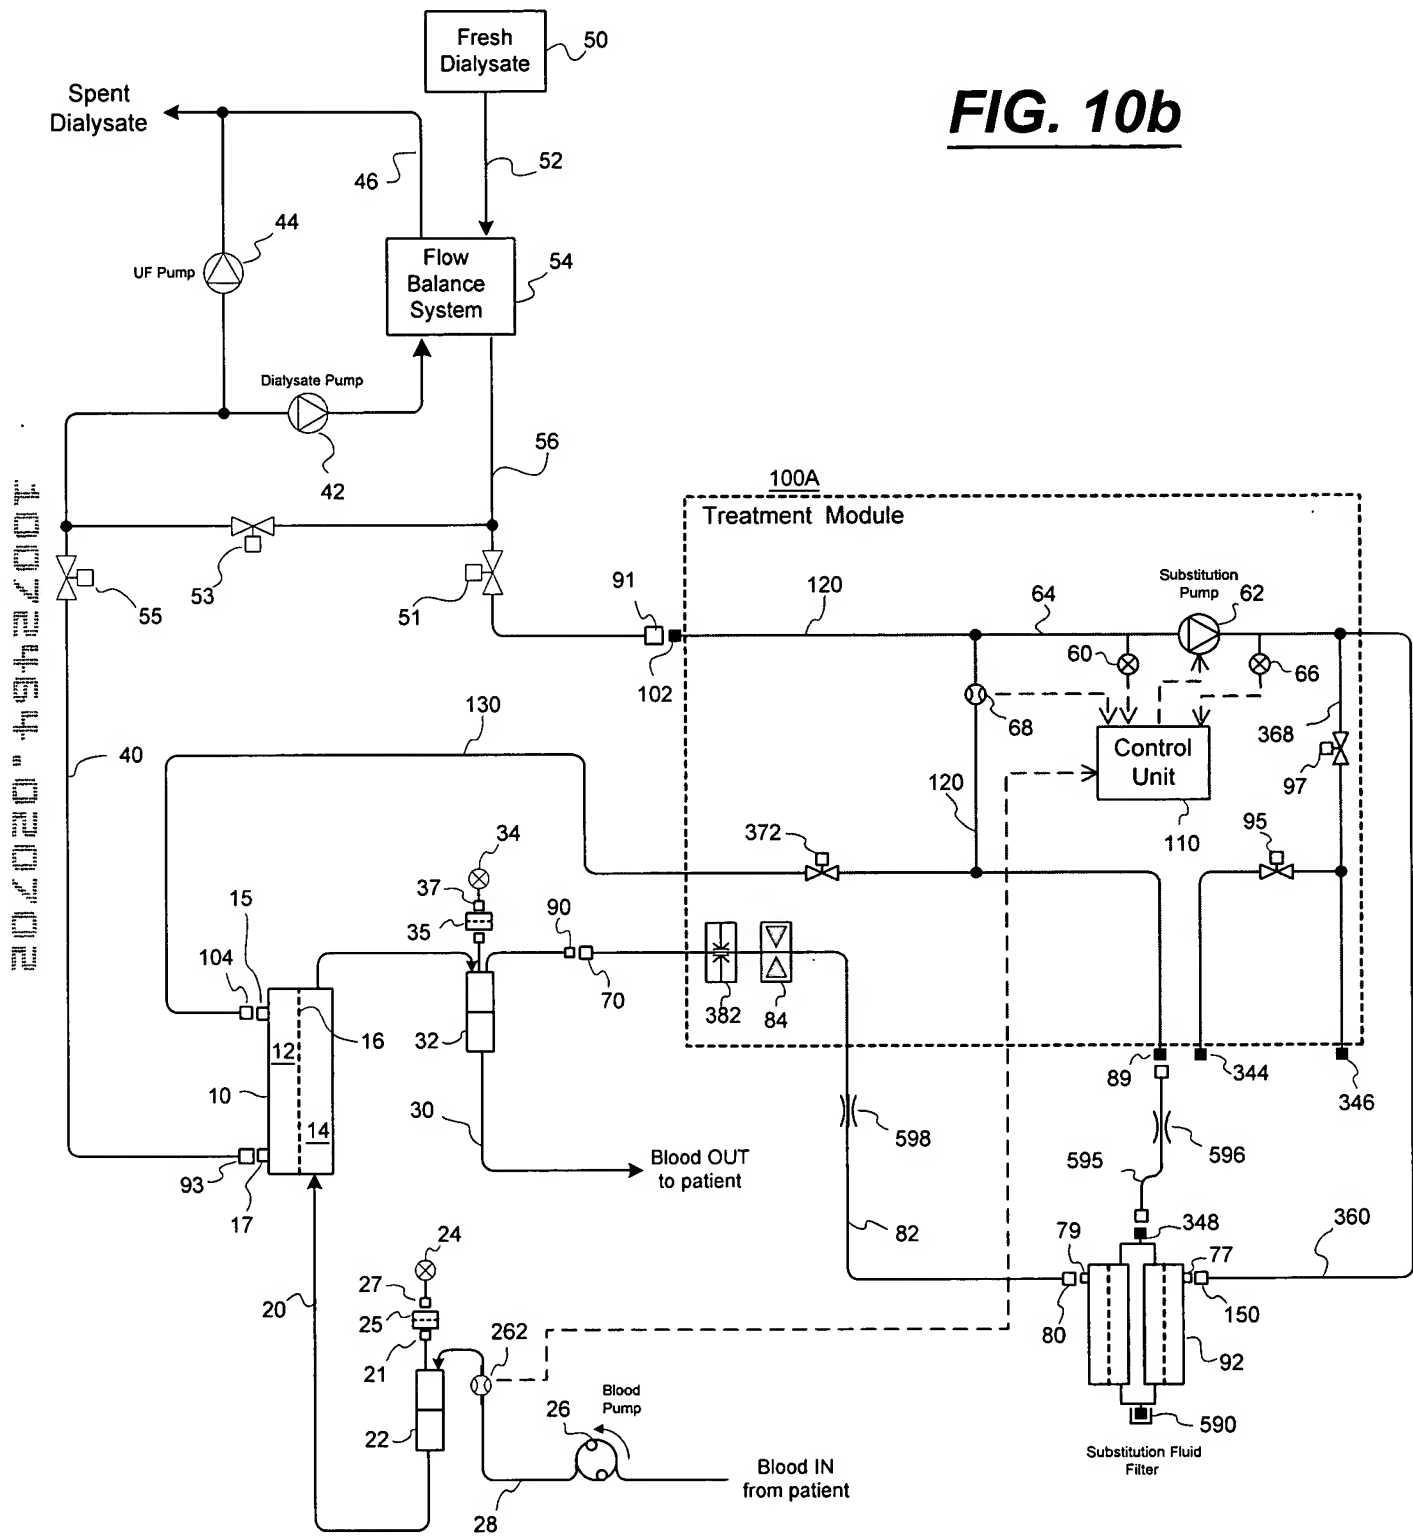 Fresh
Dialysate
50
FIG. 10b
Spent
Dialysate
52
46
44
UF Pump
Flow
Balance
System
54
Dialysate Pump
42
56
10072464.020702
100A
Treatment Module
53
55
51
91
102
120
64
Substitution
Pump
62
60
66
68
130
40
368
Control
Unit
97
110
120
372
95
34
37
35
15
104
90
70
382
84
16
12
32
10
14
89
344
346
30
598
596
93
17
Blood OUT
to patient
595
348
360
82
79
77
24
27
20
25
262
21
80
150
92
Blood
Pump
26
22
590
Substitution Fluid
Filter
Blood IN
from patient
28